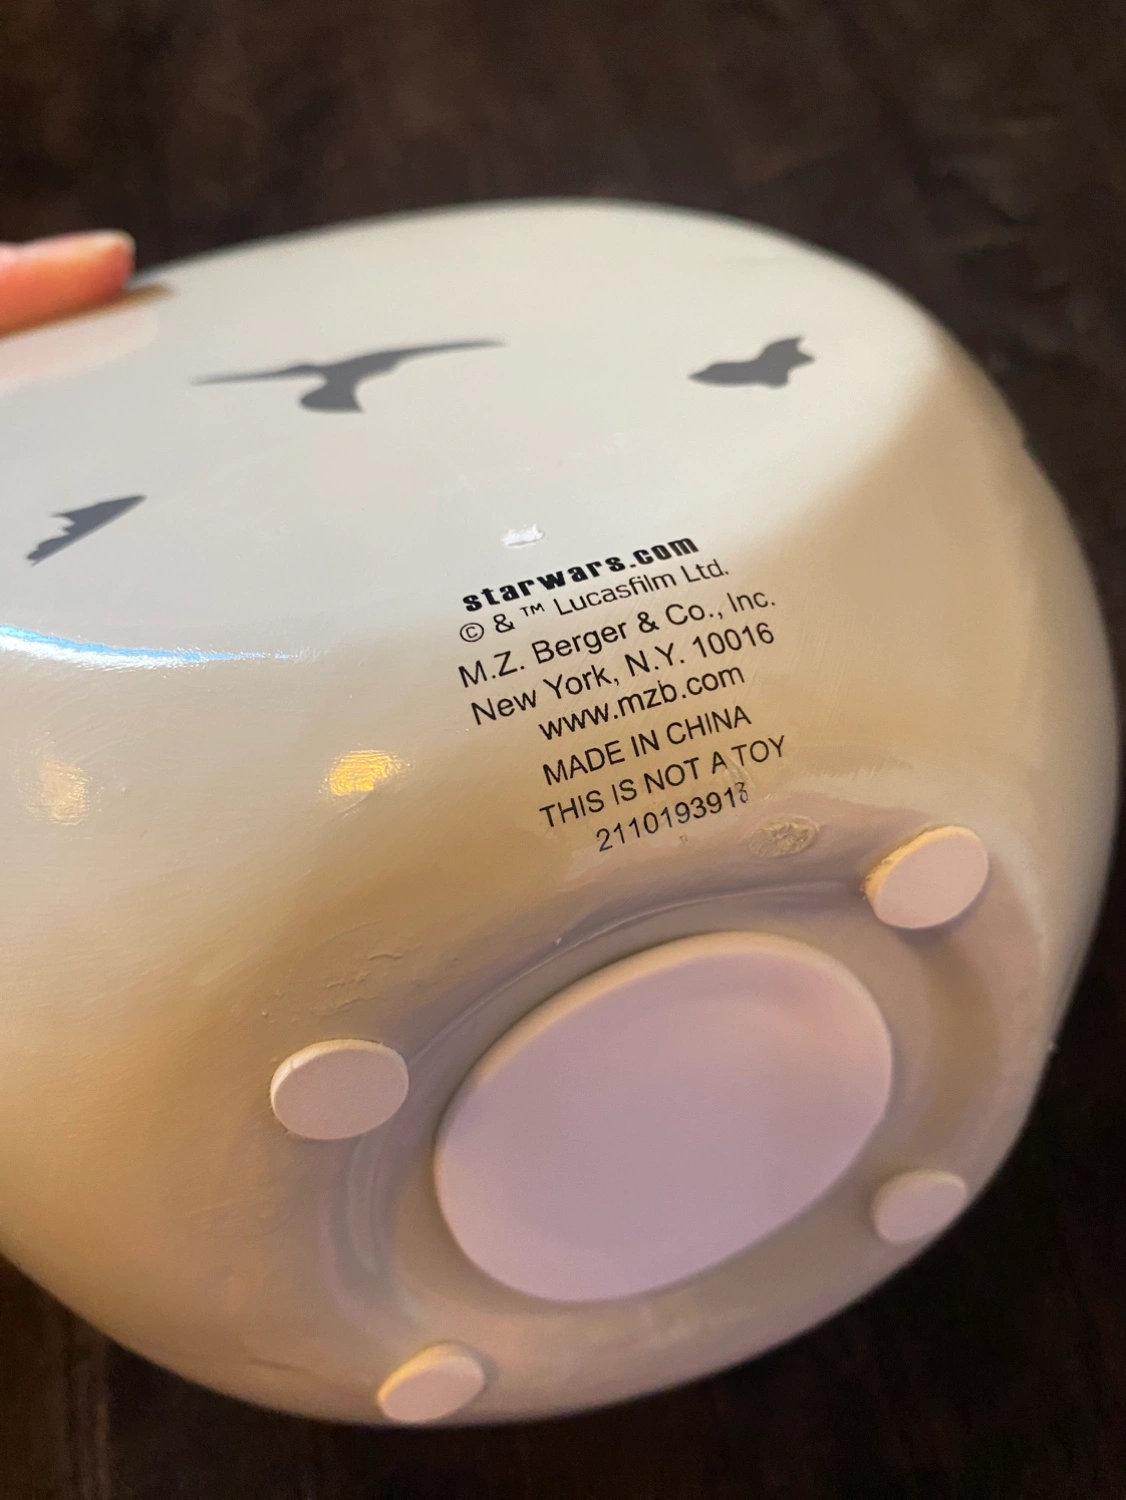 starwars.com
© & ™ Lucasfilm Ltd.
M.Z. Berger & Co., Inc.
New York, N.Y. 10016
www.mzb.com
MADE IN CHINA
THIS IS NOT A TOY